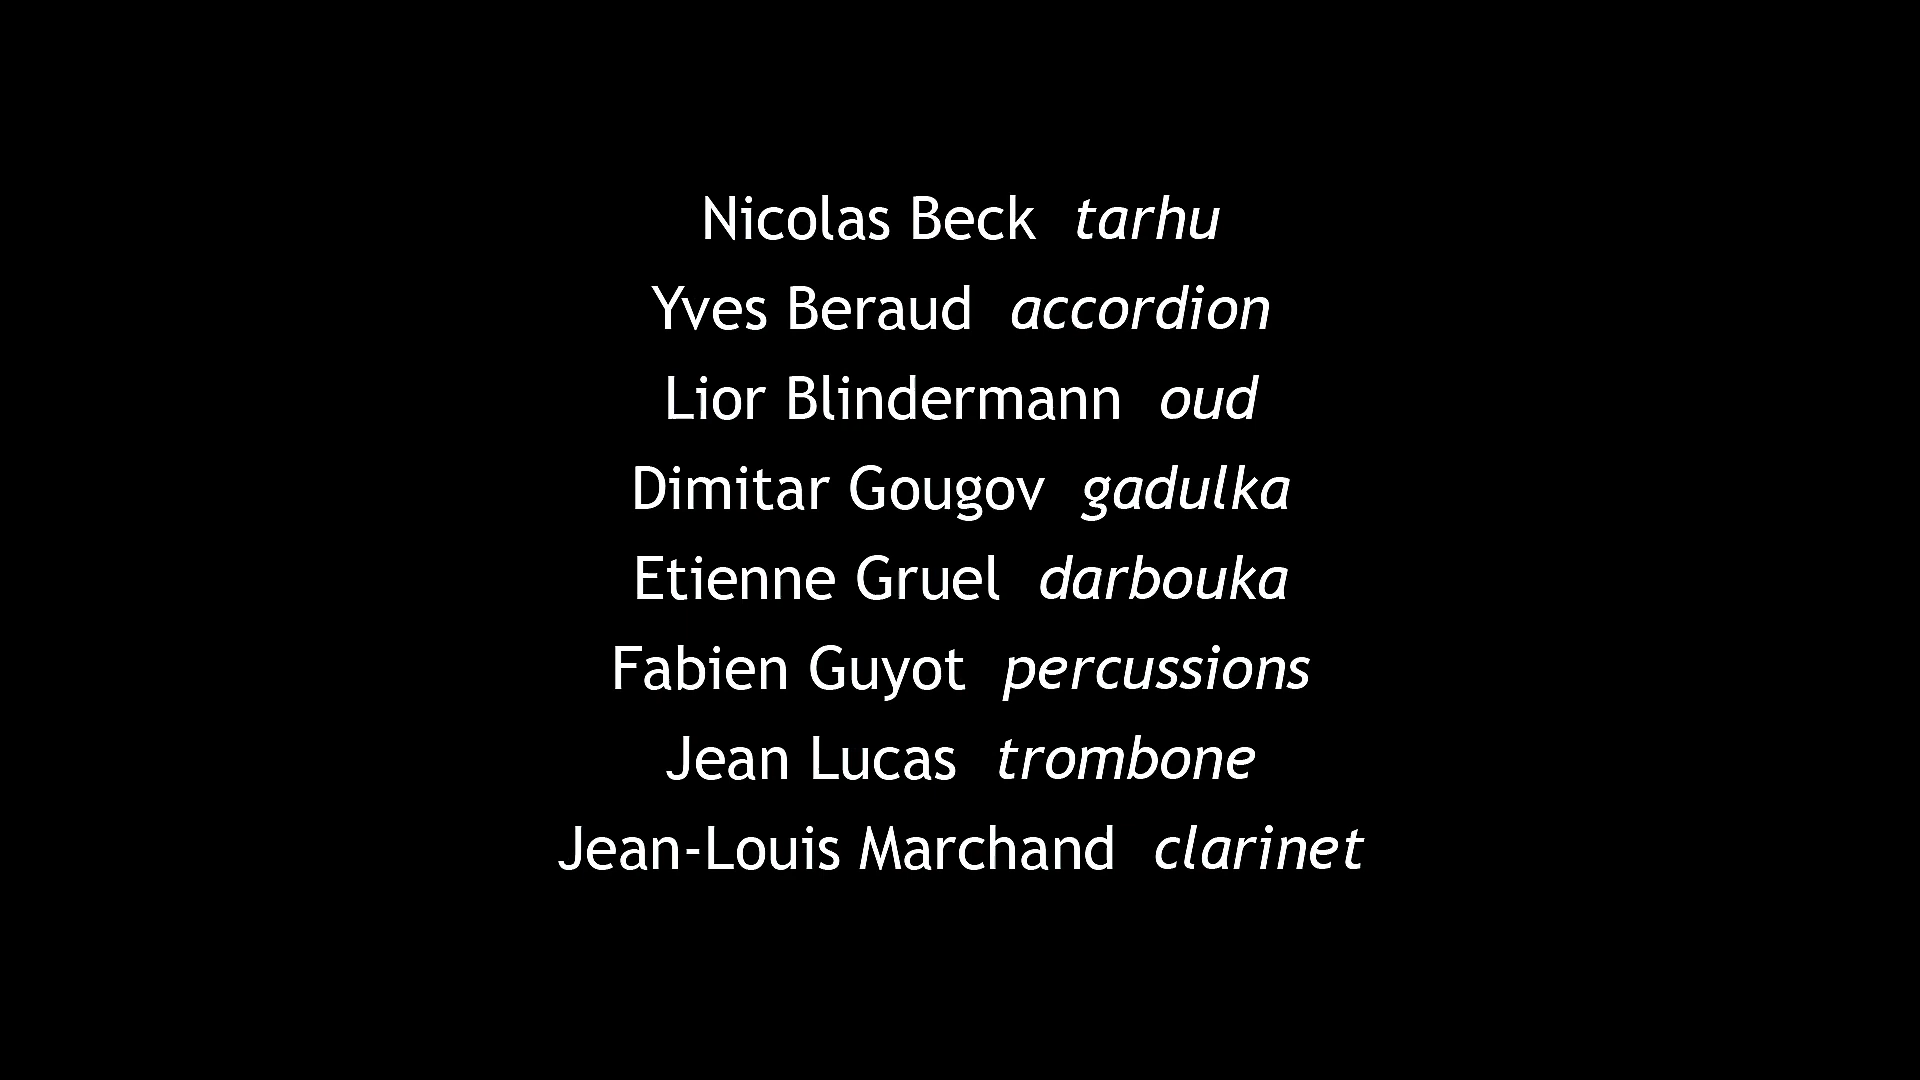 Nicolas Beck tarhu
Yves Beraud accordion
Lior Blindermann oud
Dimitar Gougov gadulka
Etienne Gruel darbouka
Fabien Guyot percussions
Jean Lucas trombone
Jean-Louis Marchand clarinet